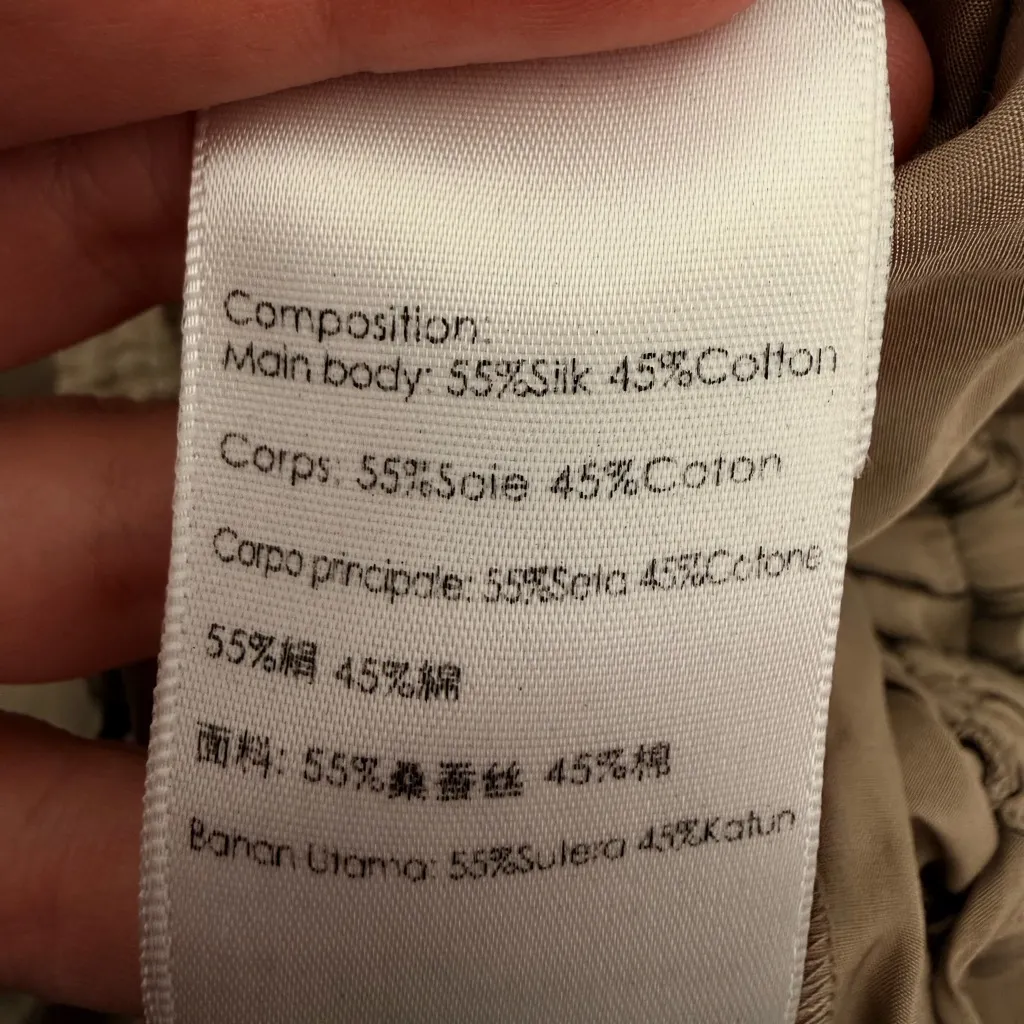 Composition:
Main body: 55%Silk 45%Cotton
Corps: 55%Soie 45%Coton
Corpo principale: 55%Seta 45%Cotone
55%絹 45%綿
面料: 55%桑蚕丝 45%棉
Bahan Utama: 55%Sutera 45%Katun